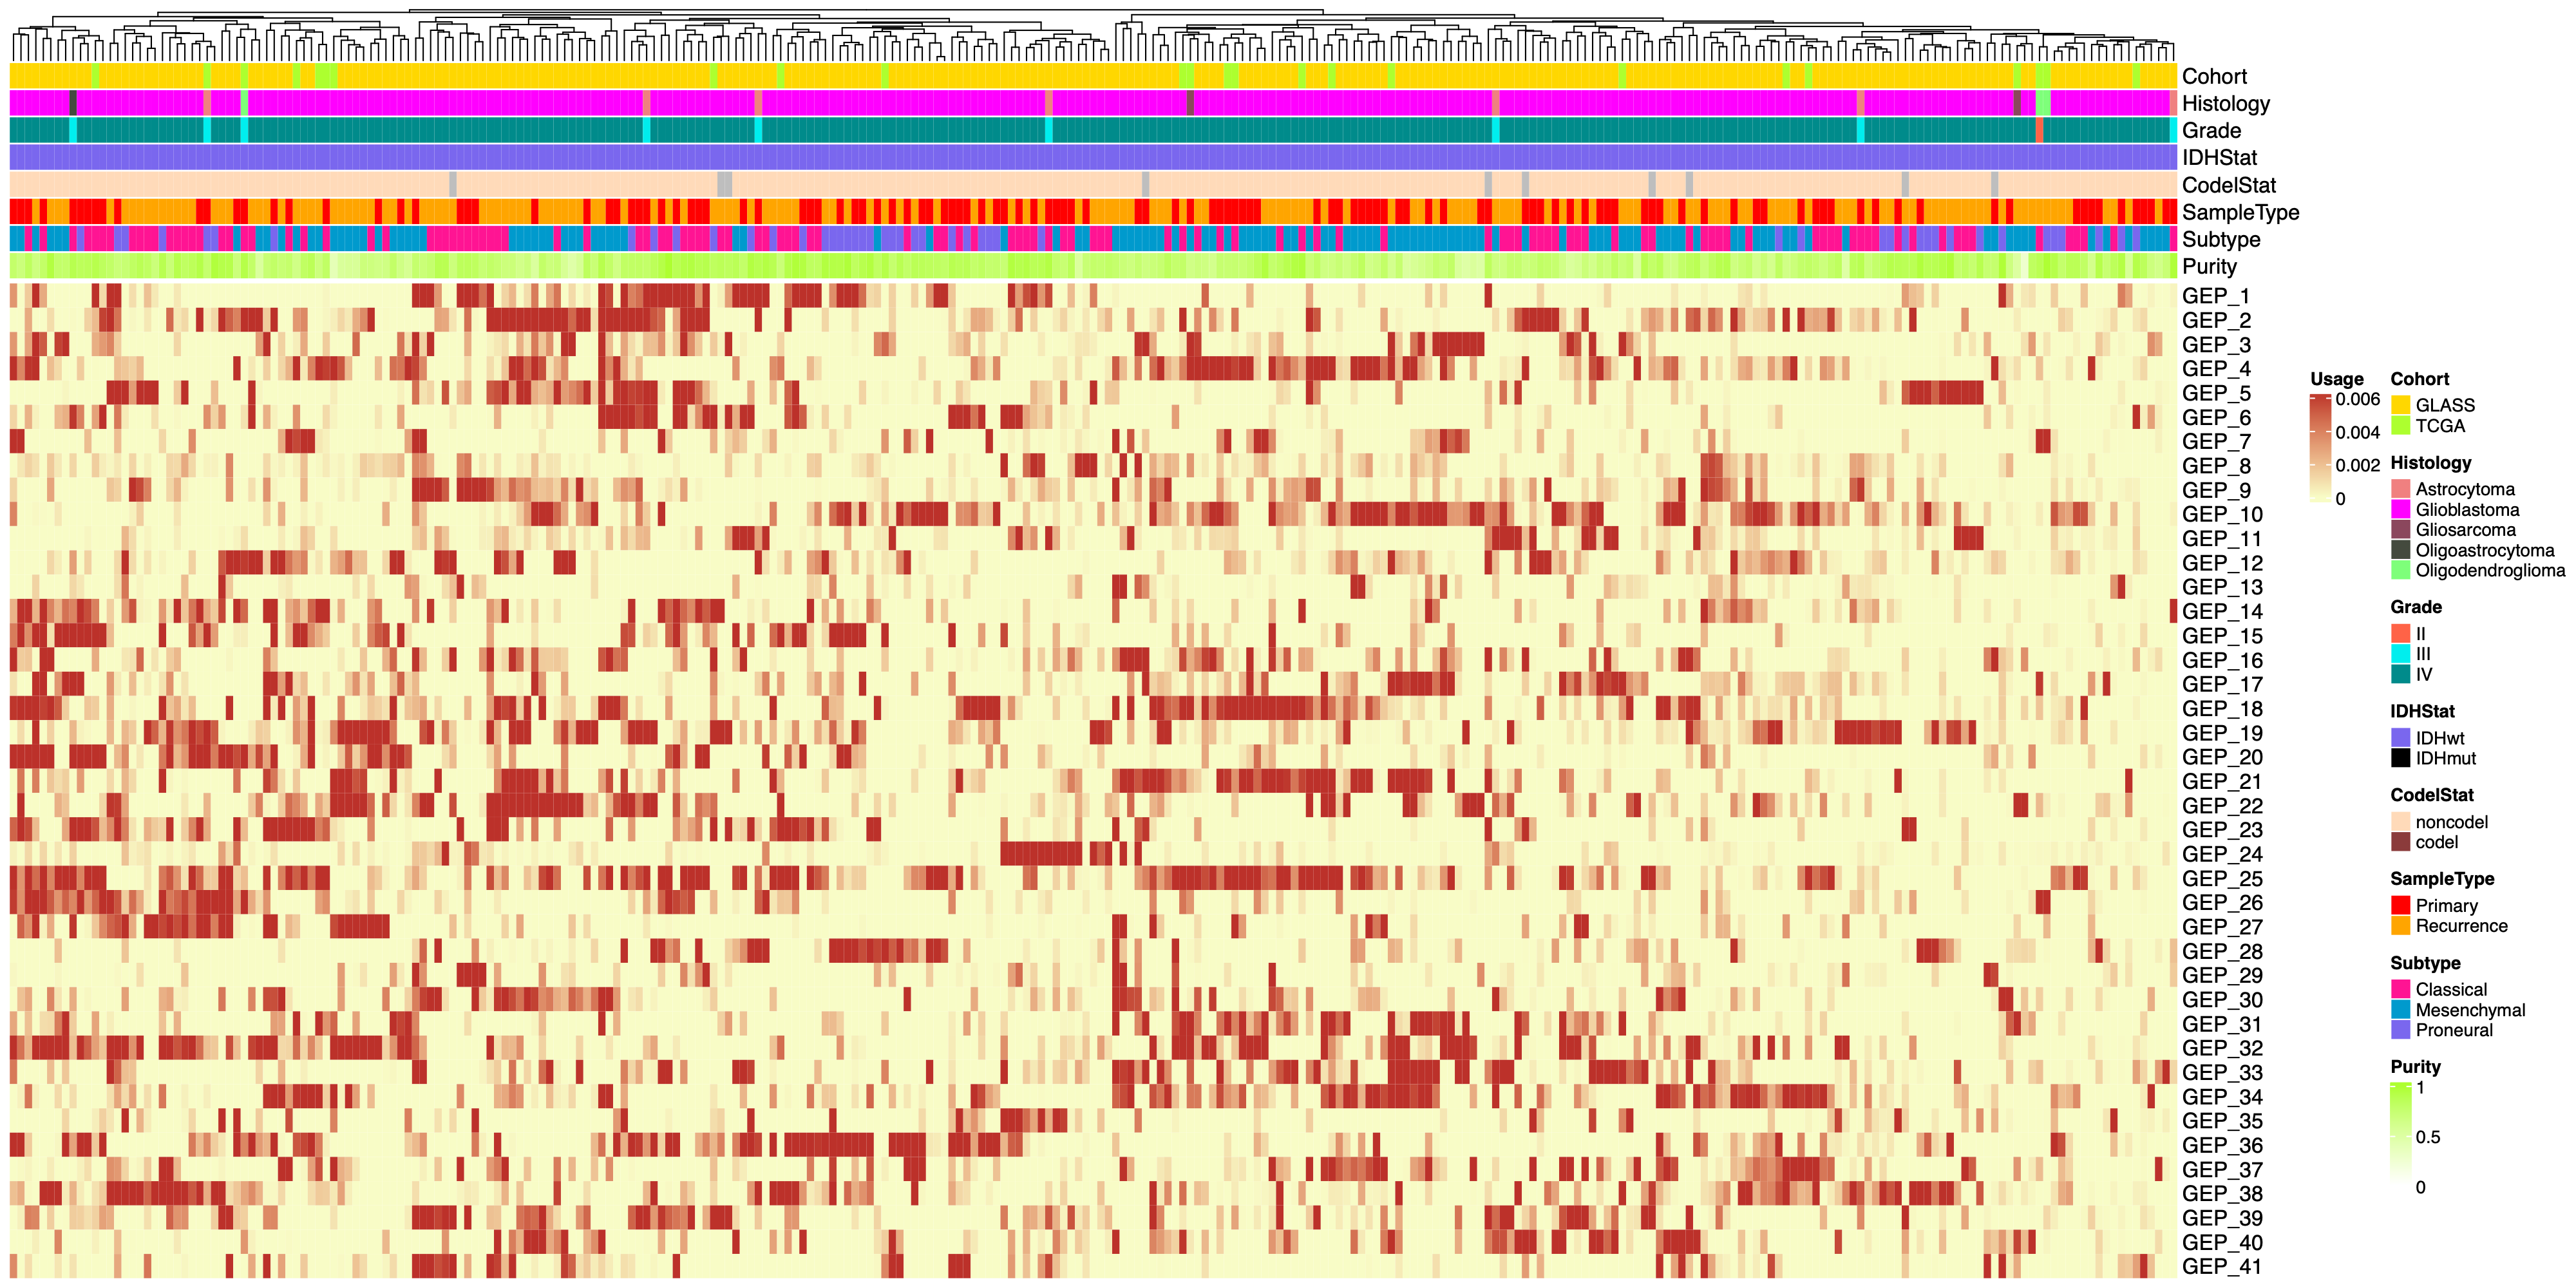 Cohort
Histology
Grade
IDHStat
CodelStat
SampleType
Subtype
Purity
GEP_1
GEP_2
GEP_3
GEP_4
GEP_5
GEP_6
GEP_7
GEP_8
GEP_9
GEP_10
GEP_11
GEP_12
GEP_13
GEP_14
GEP_15
GEP_16
GEP_17
GEP_18
GEP_19
GEP_20
GEP_21
GEP_22
GEP_23
GEP_24
GEP_25
GEP_26
GEP_27
GEP_28
GEP_29
GEP_30
GEP_31
GEP_32
GEP_33
GEP_34
GEP_35
GEP_36
GEP_37
GEP_38
GEP_39
GEP_40
GEP_41
Usage
0.006
0.004
0.002
0
Cohort
GLASS
TCGA
Histology
Astrocytoma
Glioblastoma
Gliosarcoma
Oligoastrocytoma
Oligodendroglioma
Grade
II
III
IV
IDHStat
IDHwt
IDHmut
CodelStat
noncodel
codel
SampleType
Primary
Recurrence
Subtype
Classical
Mesenchymal
Proneural
Purity
1
0.5
0